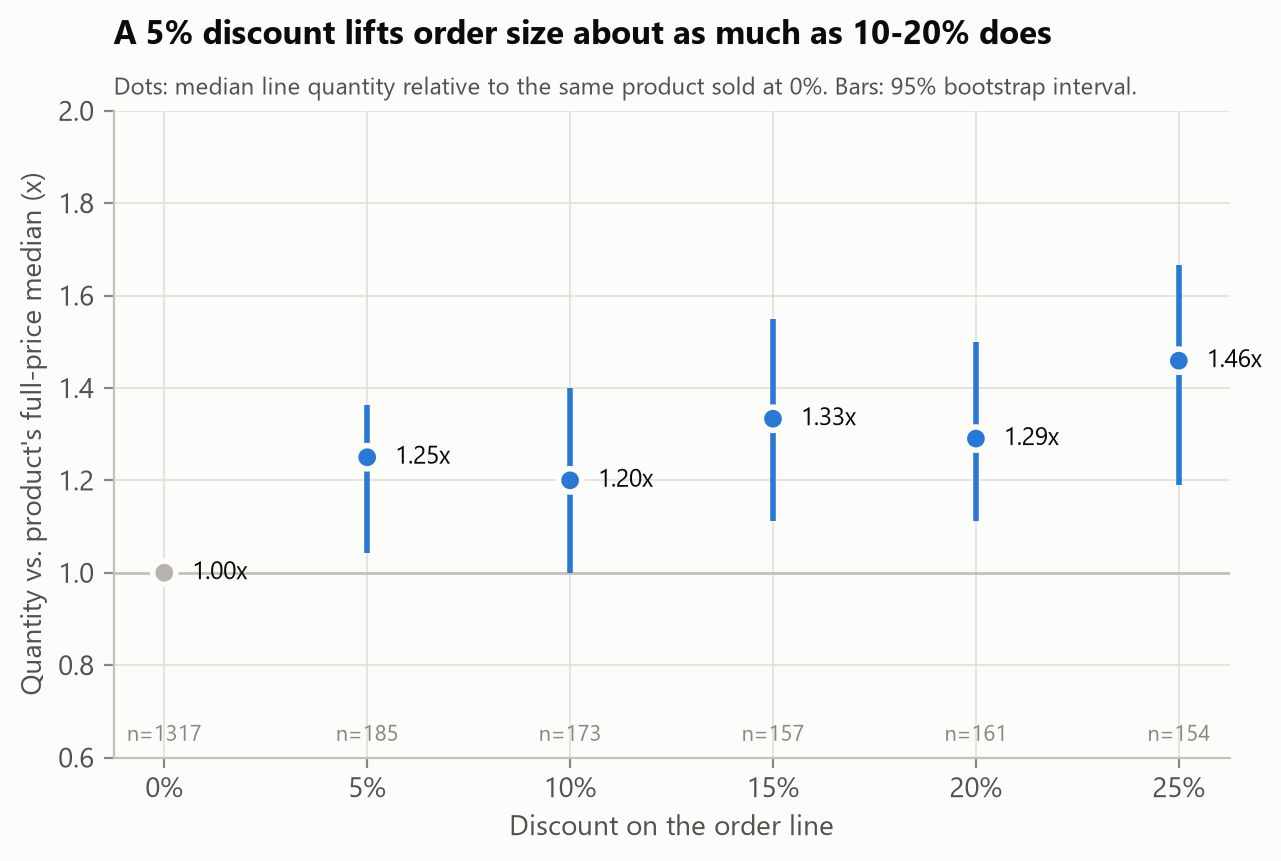 A 5% discount lifts order size about as much as 10-20% does
Dots: median line quantity relative to the same product sold at 0%. Bars: 95% bootstrap interval.
Quantity vs. product's full-price median (x)
2.0
1.8
1.6
1.4
1.2
1.0
0.8
0.6
1.00x
1.25x
1.20x
1.33x
1.29x
1.46x
n=1317
n=185
n=173
n=157
n=161
n=154
0%
5%
10%
15%
20%
25%
Discount on the order line